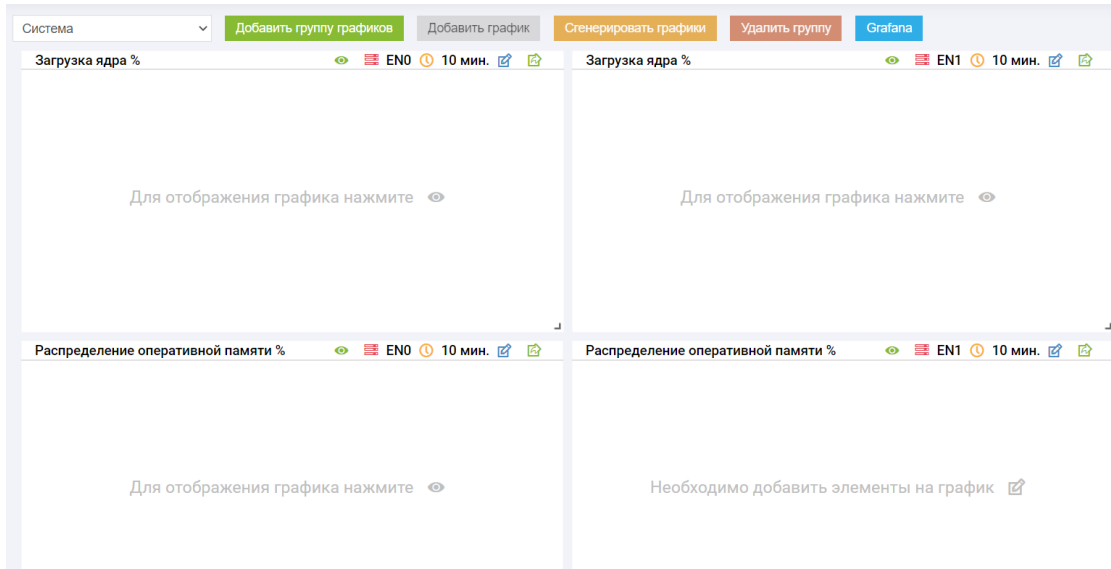 Система Добавить группу графиков Добавить график Сгенерировать графики Удалить группу Grafana
Загрузка ядра % EN0 10 мин. Загрузка ядра % EN1 10 мин.
Для отображения графика нажмите Для отображения графика нажмите
Распределение оперативной памяти % EN0 10 мин. Распределение оперативной памяти % EN1 10 мин.
Для отображения графика нажмите Необходимо добавить элементы на график